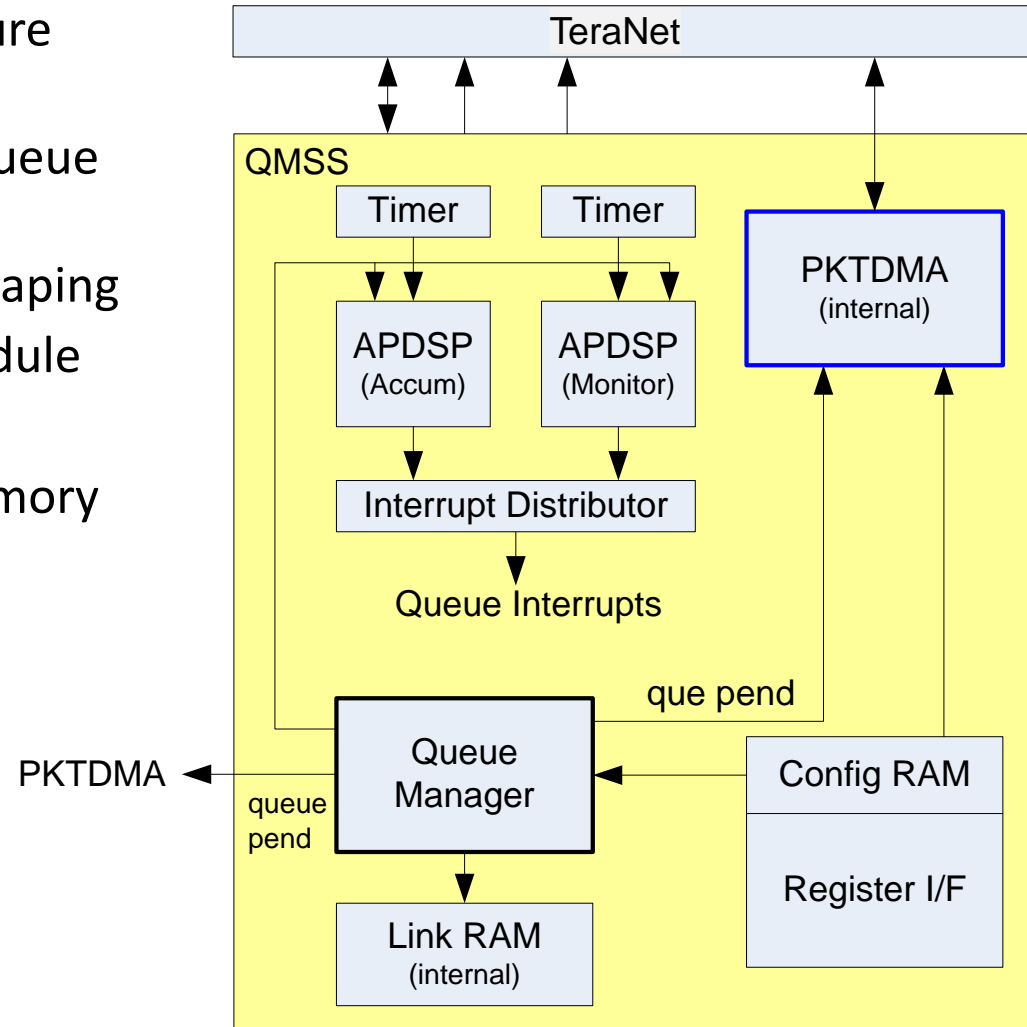 ure
ueue
aping
dule
mory
TeraNet
QMSS
Timer
Timer
PKTDMA
(internal)
APDSP
(Accum)
APDSP
(Monitor)
Interrupt Distributor
Queue Interrupts
que pend
Queue
Manager
PKTDMA
queue
pend
Config RAM
Register I/F
Link RAM
(internal)